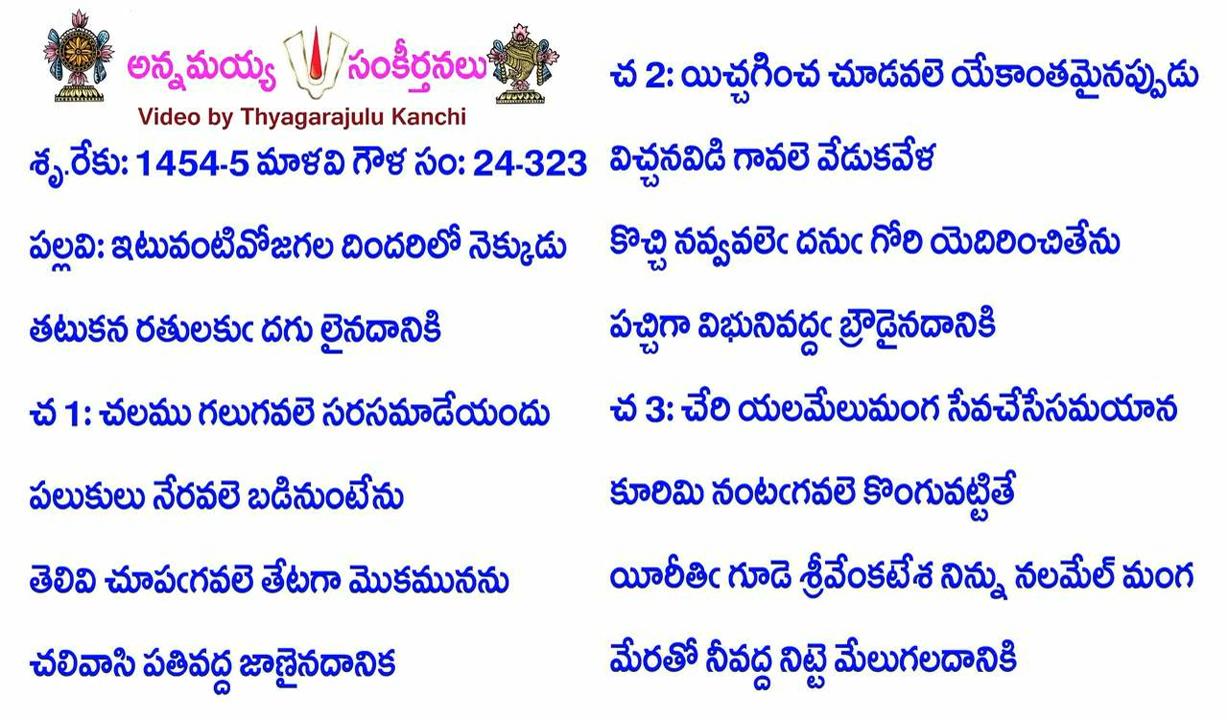 అన్నమయ్య సంకీర్తనలు
Video by Thyagarajulu Kanchi
శృ.రేకు: 1454-5 మాళవి గౌళ సం: 24-323
పల్లవి: ఇటువంటివోజగల దిందరిలో నెక్కుడు
తటుకన రతులకుఁ దగు లైనదానికి
చ 1: చలము గలుగవలె సరసమాడేయందు
పలుకులు నేరవలె బడినుంటేను
తెలివి చూపఁగవలె తేటగా మొకమునను
చలివాసి పతివద్ద జాణైనదానిక
చ 2: యిచ్చగించ చూడవలె యేకాంతమైనప్పుడు
విచ్చనవిడి గావలె వేడుకవేళ
కొచ్చి నవ్వవలెఁ దనుఁ గోరి యెదిరించితేను
పచ్చిగా విభునివద్దఁ బ్రౌడైనదానికి
చ 3: చేరి యలమేలుమంగ సేవచేసేసమయాన
కూరిమి నంటఁగవలె కొంగువట్టితే
యీరీతిఁ గూడె శ్రీవేంకటేశ నిన్ను నలమేల్ మంగ
మేరతో నీవద్ద నిట్టె మేలుగలదానికి